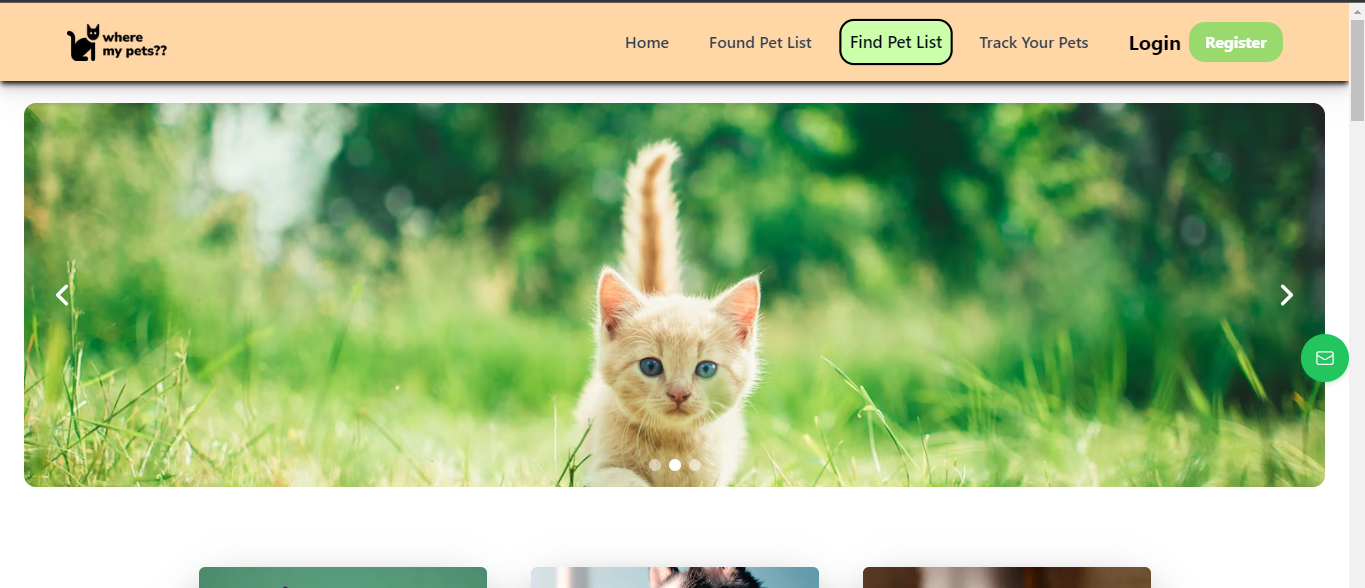 where
my pets??
Home
Found Pet List
Find Pet List
Track Your Pets
Login
Register